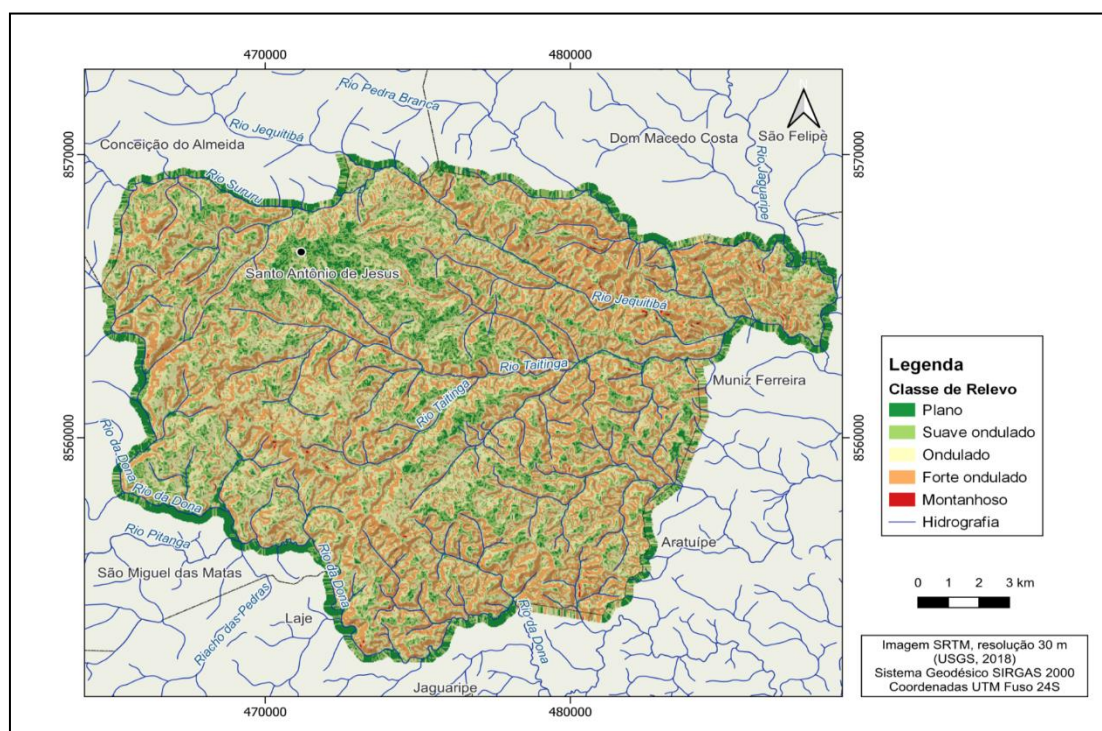 470000
480000
Rio Pedra Branca
N
Rio Jequitibá
Dom Macedo Costa
São Felipe
Conceição do Almeida
8570000
8570000
Rio Jaguaripe
Rio Sururu
Santo Antônio de Jesus
Rio Jequitibá
Rio Taitinga
Muniz Ferreira
Rio Taitinga
8560000
8560000
Rio da Dona
Rio da Dona
Rio Pitanga
Aratuípe
São Miguel das Matas
Rio da Dona
Riacho das Pedras
Laje
Rio da Dona
Jaguaripe
470000
480000
Legenda
Classe de Relevo
Plano
Suave ondulado
Ondulado
Forte ondulado
Montanhoso
Hidrografia
0 1 2 3 km
Imagem SRTM, resolução 30 m
(USGS, 2018)
Sistema Geodésico SIRGAS 2000
Coordenadas UTM Fuso 24S